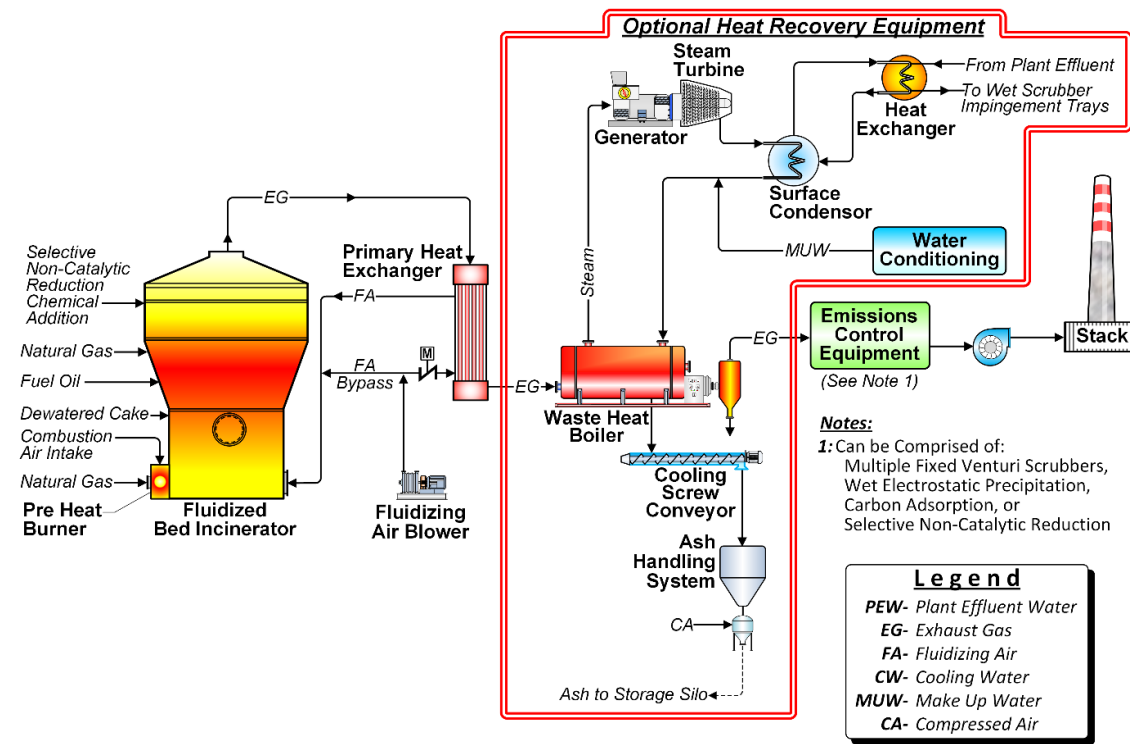 Optional Heat Recovery Equipment
Steam
Turbine
Generator
From Plant Effluent
To Wet Scrubber
Impingement Trays
Heat
Exchanger
Surface
Condensor
MUW
Water
Conditioning
Steam
EG
Selective
Non-Catalytic
Reduction
Chemical
Addition
Natural Gas
Fuel Oil
Dewatered Cake
Combustion
Air Intake
Natural Gas
Pre Heat
Burner
Fluidized
Bed Incinerator
Primary Heat
Exchanger
FA
FA
Bypass
M
Fluidizing
Air Blower
EG
Waste Heat
Boiler
EG
Emissions
Control
Equipment
(See Note 1)
Stack
Cooling
Screw
Conveyor
Ash
Handling
System
CA
Ash to Storage Silo
Notes:
1: Can be Comprised of:
Multiple Fixed Venturi Scrubbers,
Wet Electrostatic Precipitation,
Carbon Adsorption, or
Selective Non-Catalytic Reduction
Legend
PEW- Plant Effluent Water
EG- Exhaust Gas
FA- Fluidizing Air
CW- Cooling Water
MUW- Make Up Water
CA- Compressed Air